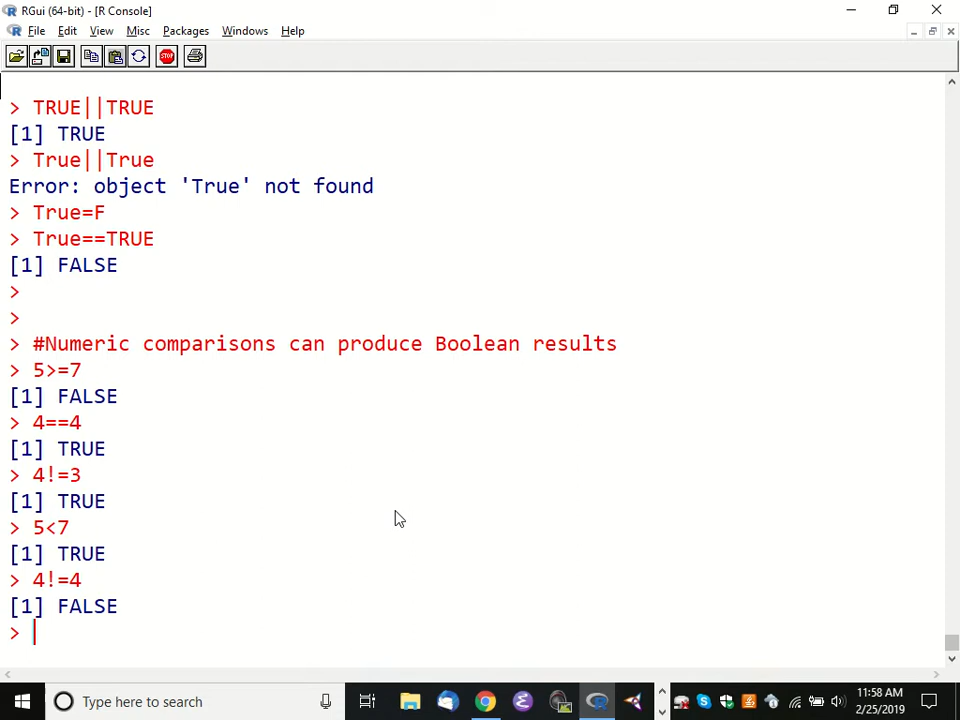 RGui (64-bit) - [R Console]
File Edit View Misc Packages Windows Help
STOP
> TRUE||TRUE
[1] TRUE
> True||True
Error: object 'True' not found
> True=F
> True==TRUE
[1] FALSE
>
>
> #Numeric comparisons can produce Boolean results
> 5>=7
[1] FALSE
> 4==4
[1] TRUE
> 4!=3
[1] TRUE
> 5<7
[1] TRUE
> 4!=4
[1] FALSE
>
Type here to search
11:58 AM
2/25/2019